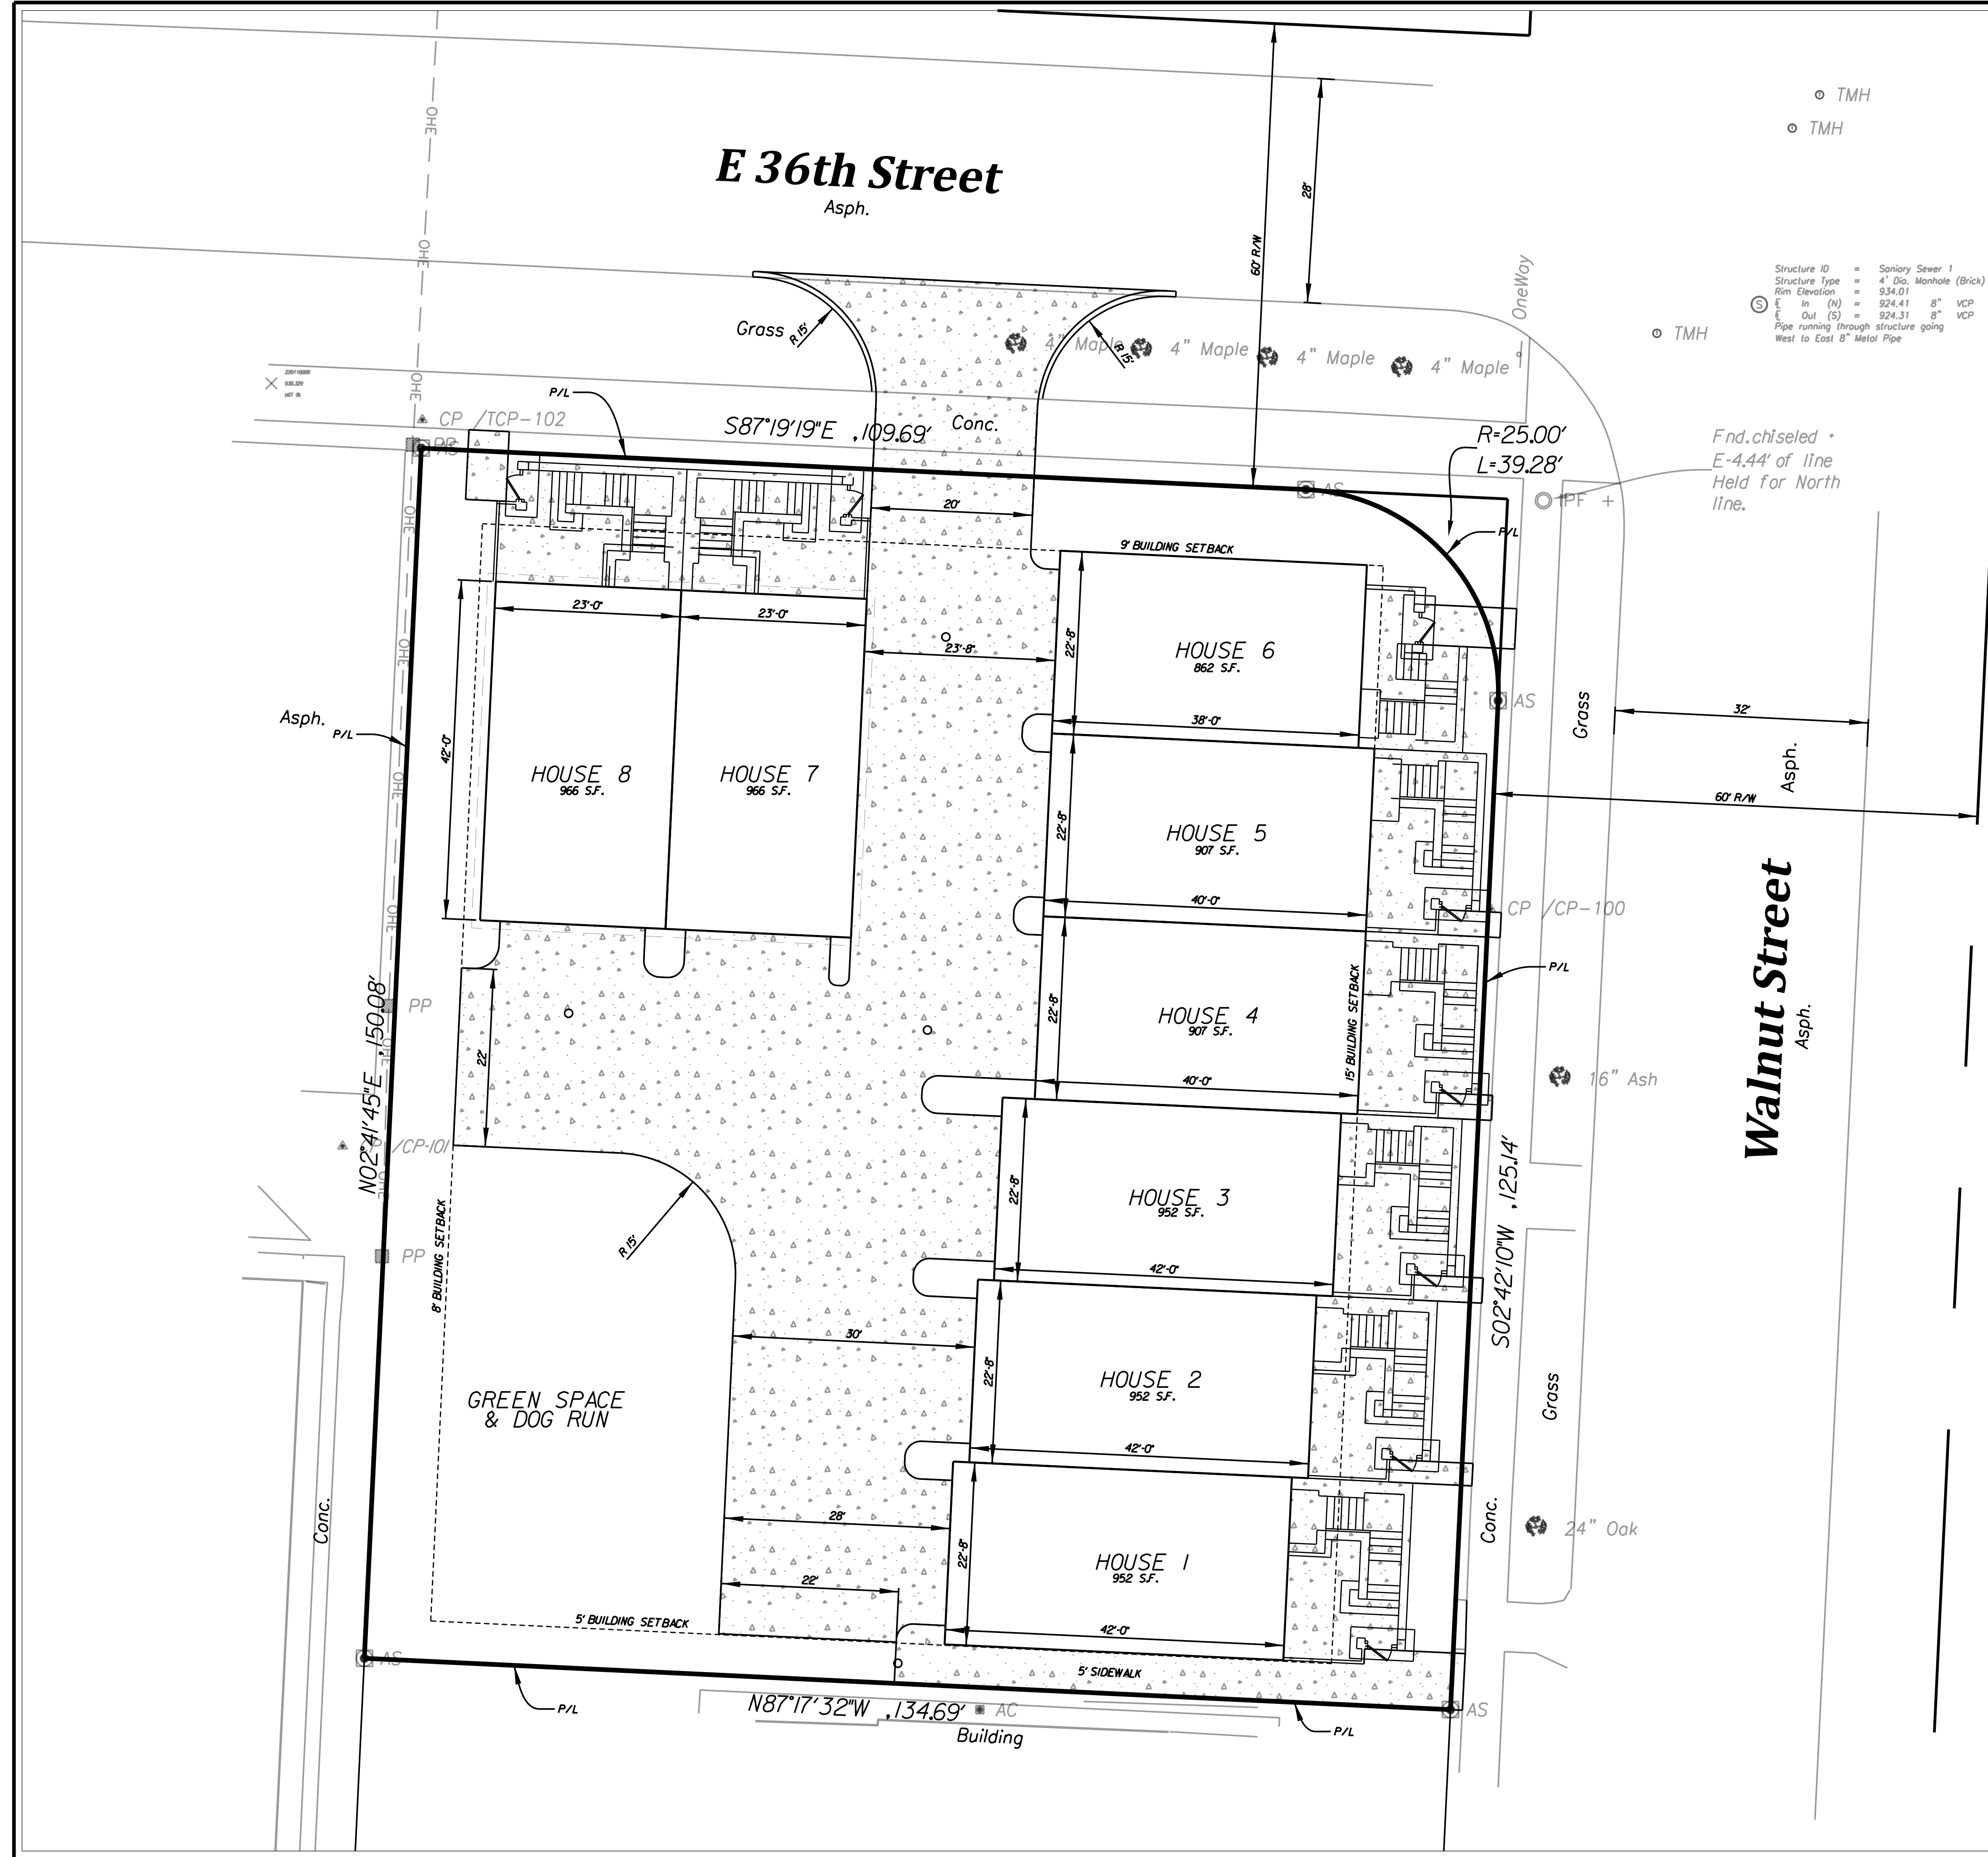 OHE
TMH
TMH
E 36th Street
Asph.
28'
60' R/W
OHE
OneWay
Structure ID = Saniary Sewer 1
Structure Type = 4' Dia. Manhole (Brick)
Rim Elevation = 934.01
In (N) = 924.41 8" VCP
Out (S) = 924.31 8" VCP
Pipe running through structure going
West to East 8" Metal Pipe
S
TMH
Grass
R 15'
R 15'
4" Maple
4" Maple
4" Maple
4" Maple
OHE
P/L
CP /TCP-102
PP
AS
S87°19'19"E ,109.69'
Conc.
R=25.00'
L=39.28'
Fnd.chiseled +
E-4.44' of line
Held for North
line.
IPF +
AS
P/L
OHE
20'
9' BUILDING SETBACK
23'-0"
23'-0"
23'-8"
22'-8"
HOUSE 6
862 S.F.
38'-0"
OHE
AS
Grass
32'
Asph.
P/L
Asph.
42'-0"
HOUSE 8
966 S.F.
HOUSE 7
966 S.F.
OHE
60' R/W
22'-8"
HOUSE 5
907 S.F.
40'-0"
CP /CP-100
OHE
P/L
PP
22'-8"
HOUSE 4
907 S.F.
15' BUILDING SETBACK
40'-0"
Walnut Street
Asph.
22'
16" Ash
OHE
N02°41'45"E ,150.08'
CP /CP-101
OHE
22'-8"
HOUSE 3
952 S.F.
42'-0"
S02°42'10"W ,125.14'
R 15'
8' BUILDING SETBACK
PP
30'
22'-8"
HOUSE 2
952 S.F.
42'-0"
GREEN SPACE
& DOG RUN
Grass
Conc.
28'
Conc.
24" Oak
22'-8"
HOUSE 1
952 S.F.
22'
5' BUILDING SETBACK
42'-0"
AS
5' SIDEWALK
P/L
N87°17'32"W ,134.69'
AC
AS
P/L
Building